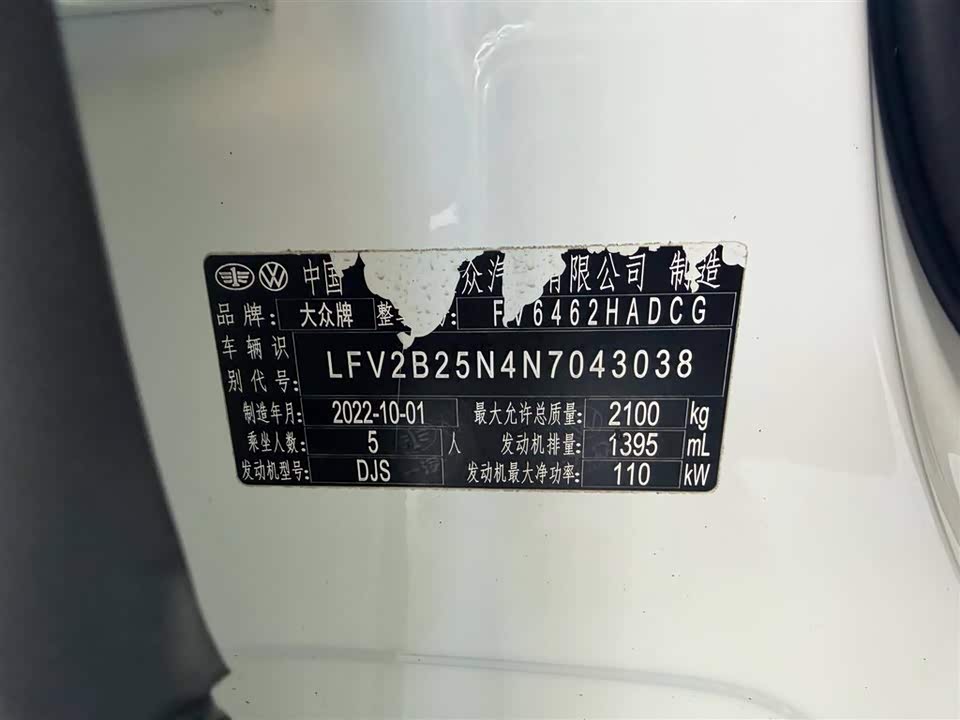 中国 众汽 有限公司 制造
品牌: 大众牌 整 : FV6462HADCG
车辆识别代号: LFV2B25N4N7043038
制造年月: 2022-10-01 最大允许总质量: 2100 kg
乘坐人数: 5 人 发动机排量: 1395 mL
发动机型号: DJS 发动机最大净功率: 110 kW